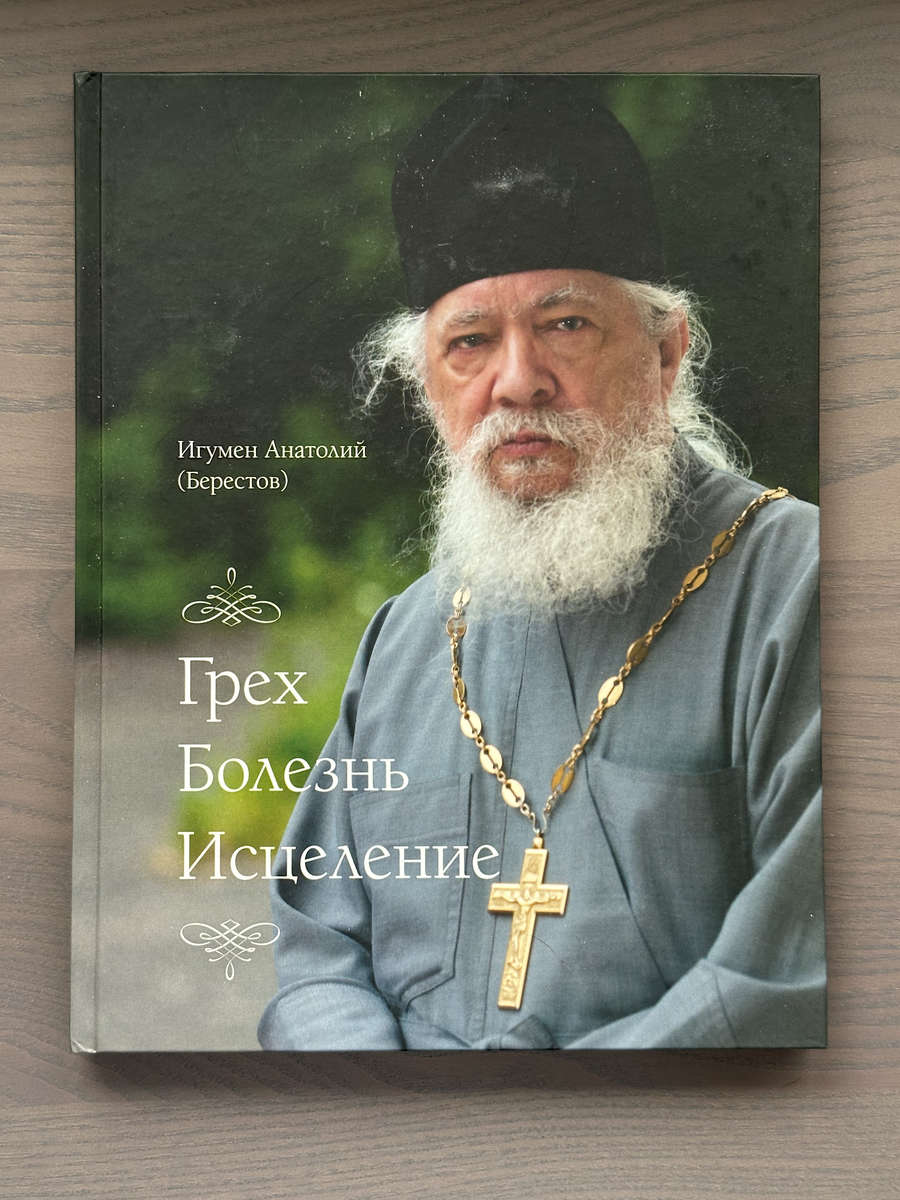 Игумен Анатолий
(Берестов)
Грех
Болезнь
Исцеление